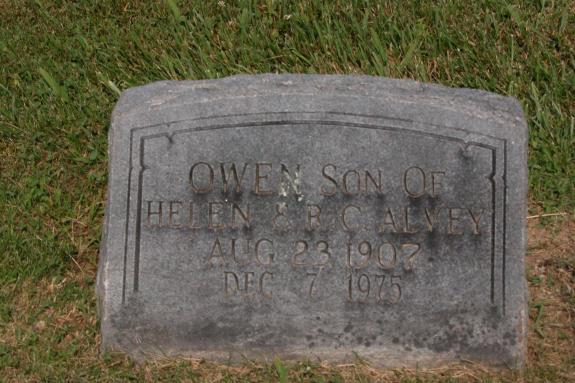 OWEN SON OF
HELEN & R. C. ALVEY
AUG 23 1907
DEC 7 1975